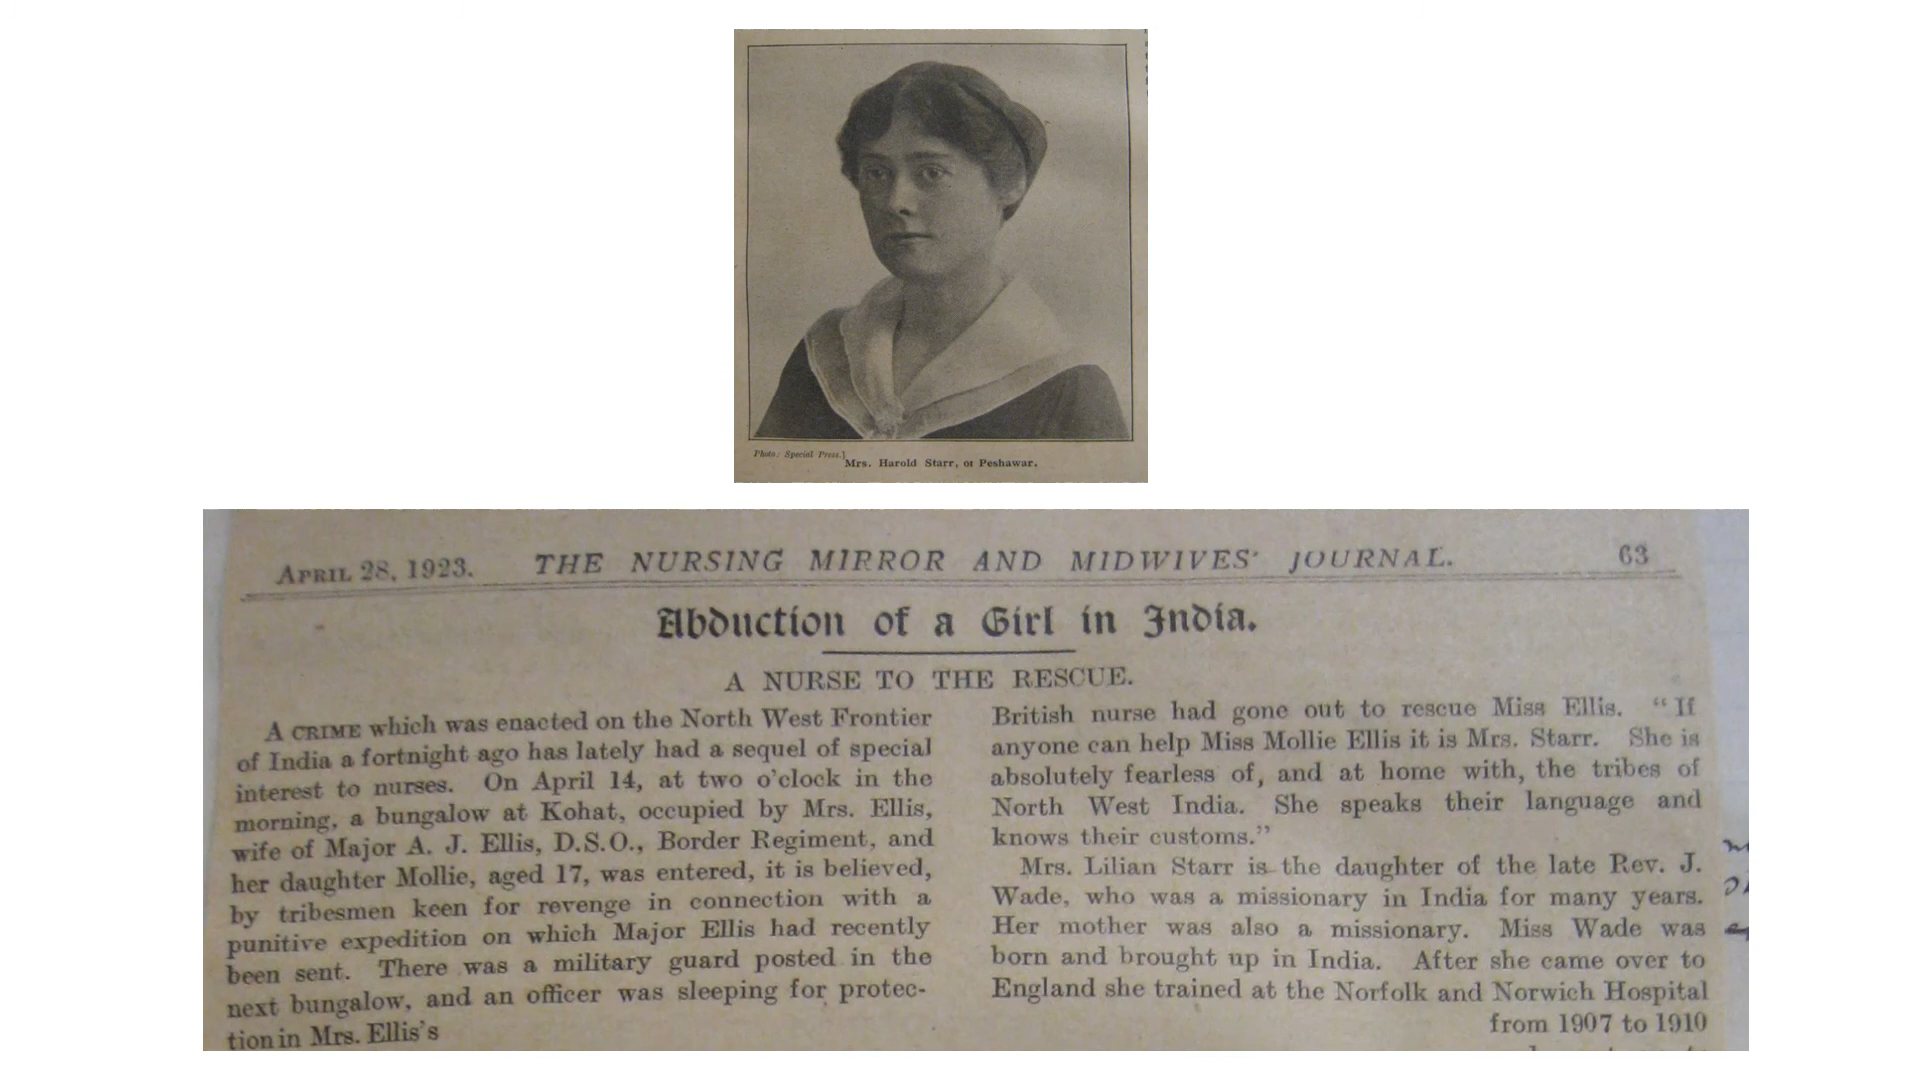 Photo: Special Press.]
Mrs. Harold Starr, of Peshawar.
APRIL 28, 1923. THE NURSING MIRROR AND MIDWIVES' JOURNAL. 63
Abduction of a Girl in India.
A NURSE TO THE RESCUE.
A CRIME which was enacted on the North West Frontier
of India a fortnight ago has lately had a sequel of special
interest to nurses. On April 14, at two o'clock in the
morning, a bungalow at Kohat, occupied by Mrs. Ellis,
wife of Major A. J. Ellis, D.S.O., Border Regiment, and
her daughter Mollie, aged 17, was entered, it is believed,
by tribesmen keen for revenge in connection with a
punitive expedition on which Major Ellis had recently
been sent. There was a military guard posted in the
next bungalow, and an officer was sleeping for protec-
tion in Mrs. Ellis's
British nurse had gone out to rescue Miss Ellis. "If
anyone can help Miss Mollie Ellis it is Mrs. Starr. She is
absolutely fearless of, and at home with, the tribes of
North West India. She speaks their language and
knows their customs."
Mrs. Lilian Starr is the daughter of the late Rev. J.
Wade, who was a missionary in India for many years.
Her mother was also a missionary. Miss Wade was
born and brought up in India. After she came over to
England she trained at the Norfolk and Norwich Hospital
from 1907 to 1910